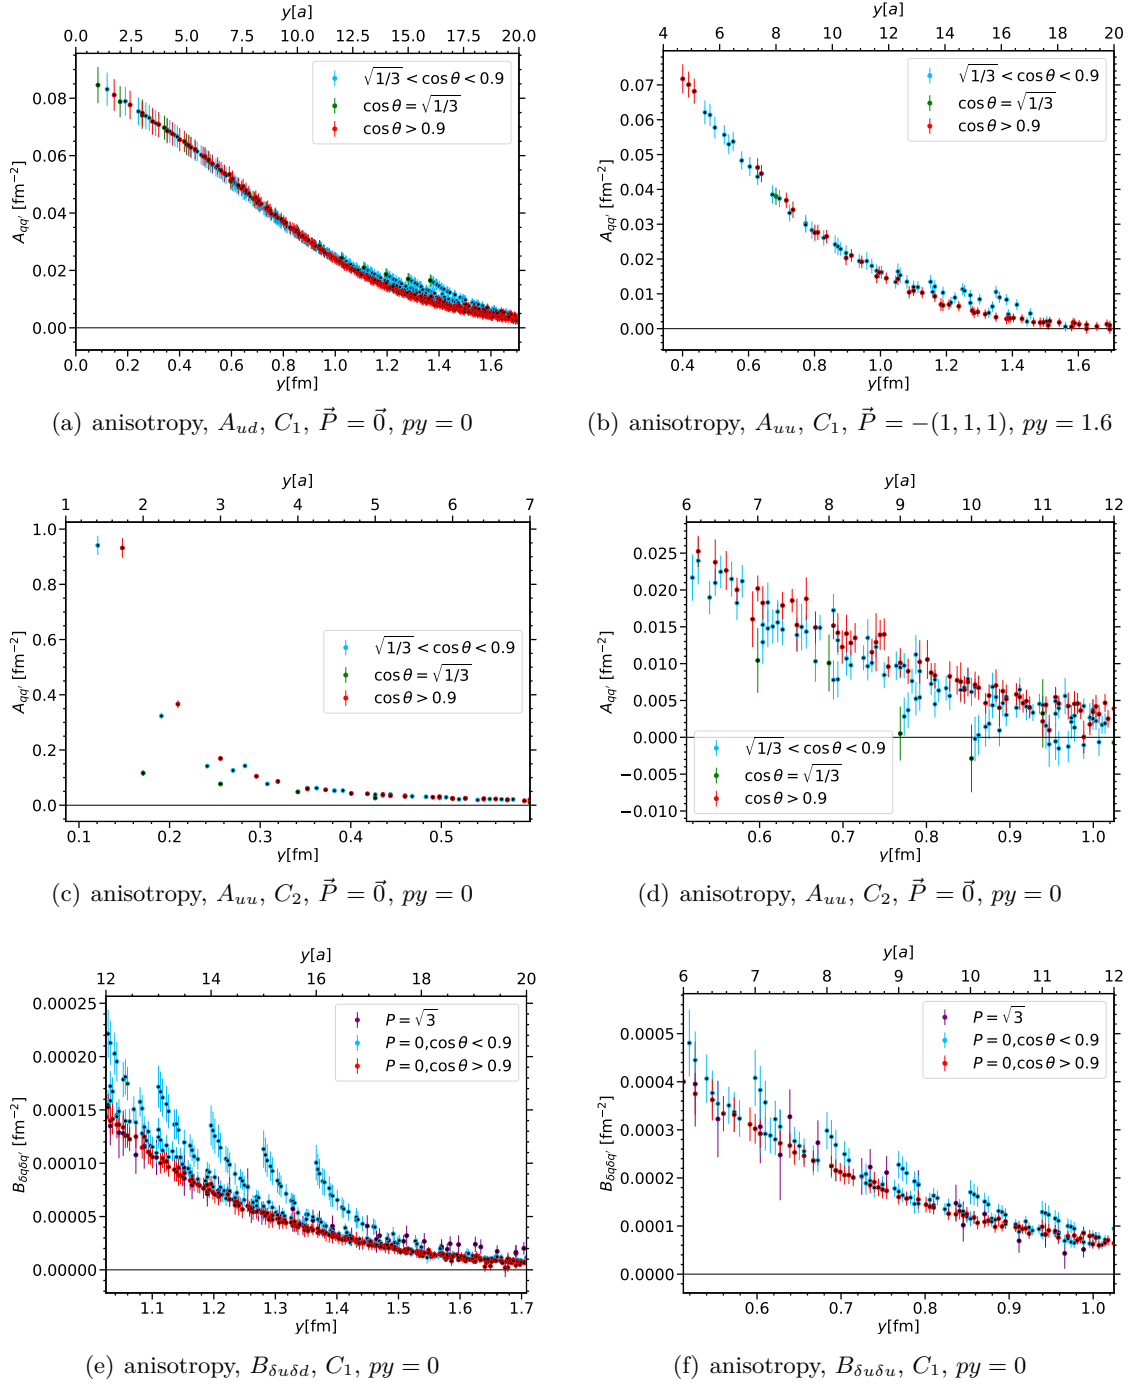 y[a]
0.0 2.5 5.0 7.5 10.0 12.5 15.0 17.5 20.0
A_{qq'} [fm^{-2}]
0.08
0.06
0.04
0.02
0.00
√1/3 < cos θ < 0.9
cos θ = √1/3
cos θ > 0.9
0.0 0.2 0.4 0.6 0.8 1.0 1.2 1.4 1.6
y[fm]
(a) anisotropy, A_{ud}, C_1, \vec{P} = \vec{0}, py = 0
y[a]
4 6 8 10 12 14 16 18 20
A_{qq'} [fm^{-2}]
0.07
0.06
0.05
0.04
0.03
0.02
0.01
0.00
√1/3 < cos θ < 0.9
cos θ = √1/3
cos θ > 0.9
0.4 0.6 0.8 1.0 1.2 1.4 1.6
y[fm]
(b) anisotropy, A_{uu}, C_1, \vec{P} = −(1, 1, 1), py = 1.6
y[a]
1 2 3 4 5 6 7
A_{qq'} [fm^{-2}]
1.0
0.8
0.6
0.4
0.2
0.0
√1/3 < cos θ < 0.9
cos θ = √1/3
cos θ > 0.9
0.1 0.2 0.3 0.4 0.5
y[fm]
(c) anisotropy, A_{uu}, C_2, \vec{P} = \vec{0}, py = 0
y[a]
6 7 8 9 10 11 12
A_{qq'} [fm^{-2}]
0.025
0.020
0.015
0.010
0.005
0.000
−0.005
−0.010
√1/3 < cos θ < 0.9
cos θ = √1/3
cos θ > 0.9
0.6 0.7 0.8 0.9 1.0
y[fm]
(d) anisotropy, A_{uu}, C_2, \vec{P} = \vec{0}, py = 0
y[a]
12 14 16 18 20
B_{δqδq'} [fm^{-2}]
0.00025
0.00020
0.00015
0.00010
0.00005
0.00000
P = √3
P = 0,cos θ < 0.9
P = 0,cos θ > 0.9
1.1 1.2 1.3 1.4 1.5 1.6 1.7
y[fm]
(e) anisotropy, B_{δuδd}, C_1, py = 0
y[a]
6 7 8 9 10 11 12
B_{δqδq'} [fm^{-2}]
0.0005
0.0004
0.0003
0.0002
0.0001
0.0000
P = √3
P = 0,cos θ < 0.9
P = 0,cos θ > 0.9
0.6 0.7 0.8 0.9 1.0
y[fm]
(f) anisotropy, B_{δuδu}, C_1, py = 0